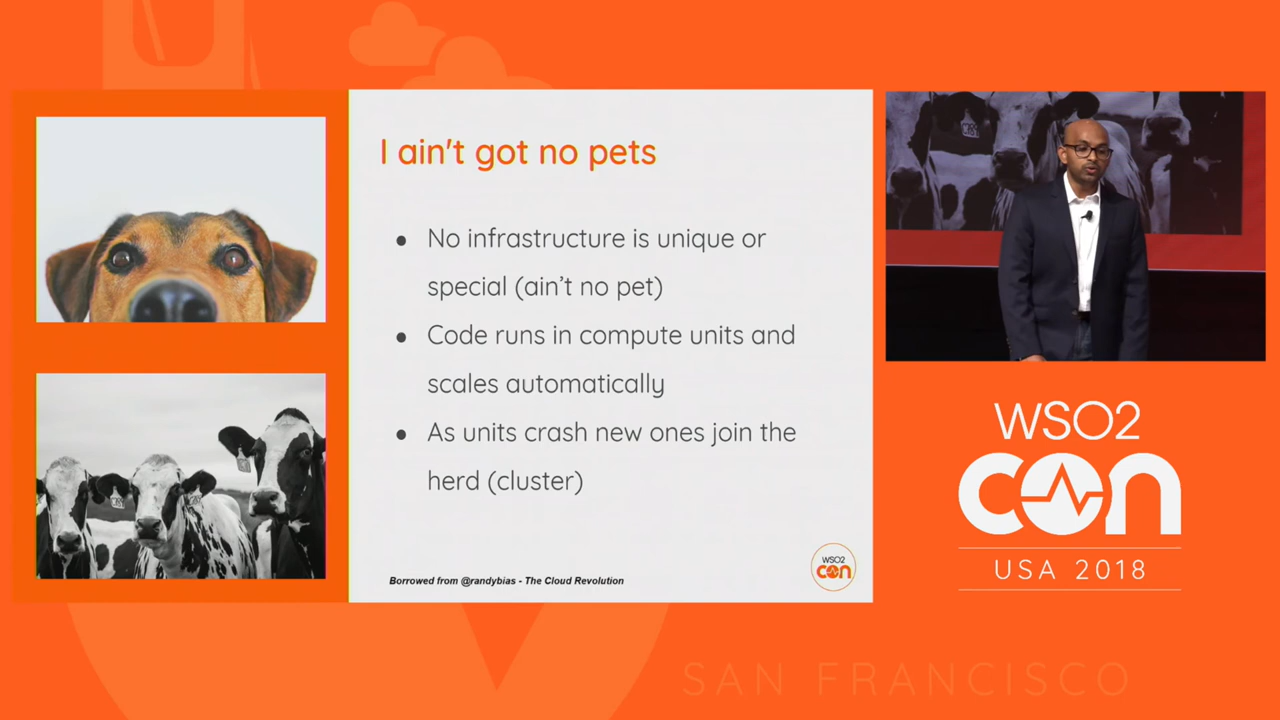 I ain't got no pets
● No infrastructure is unique or
special (ain't no pet)
● Code runs in compute units and
scales automatically
● As units crash new ones join the
herd (cluster)
Borrowed from @randybias - The Cloud Revolution
WSO2
con
WSO2
con
USA 2018
SAN FRANCISCO